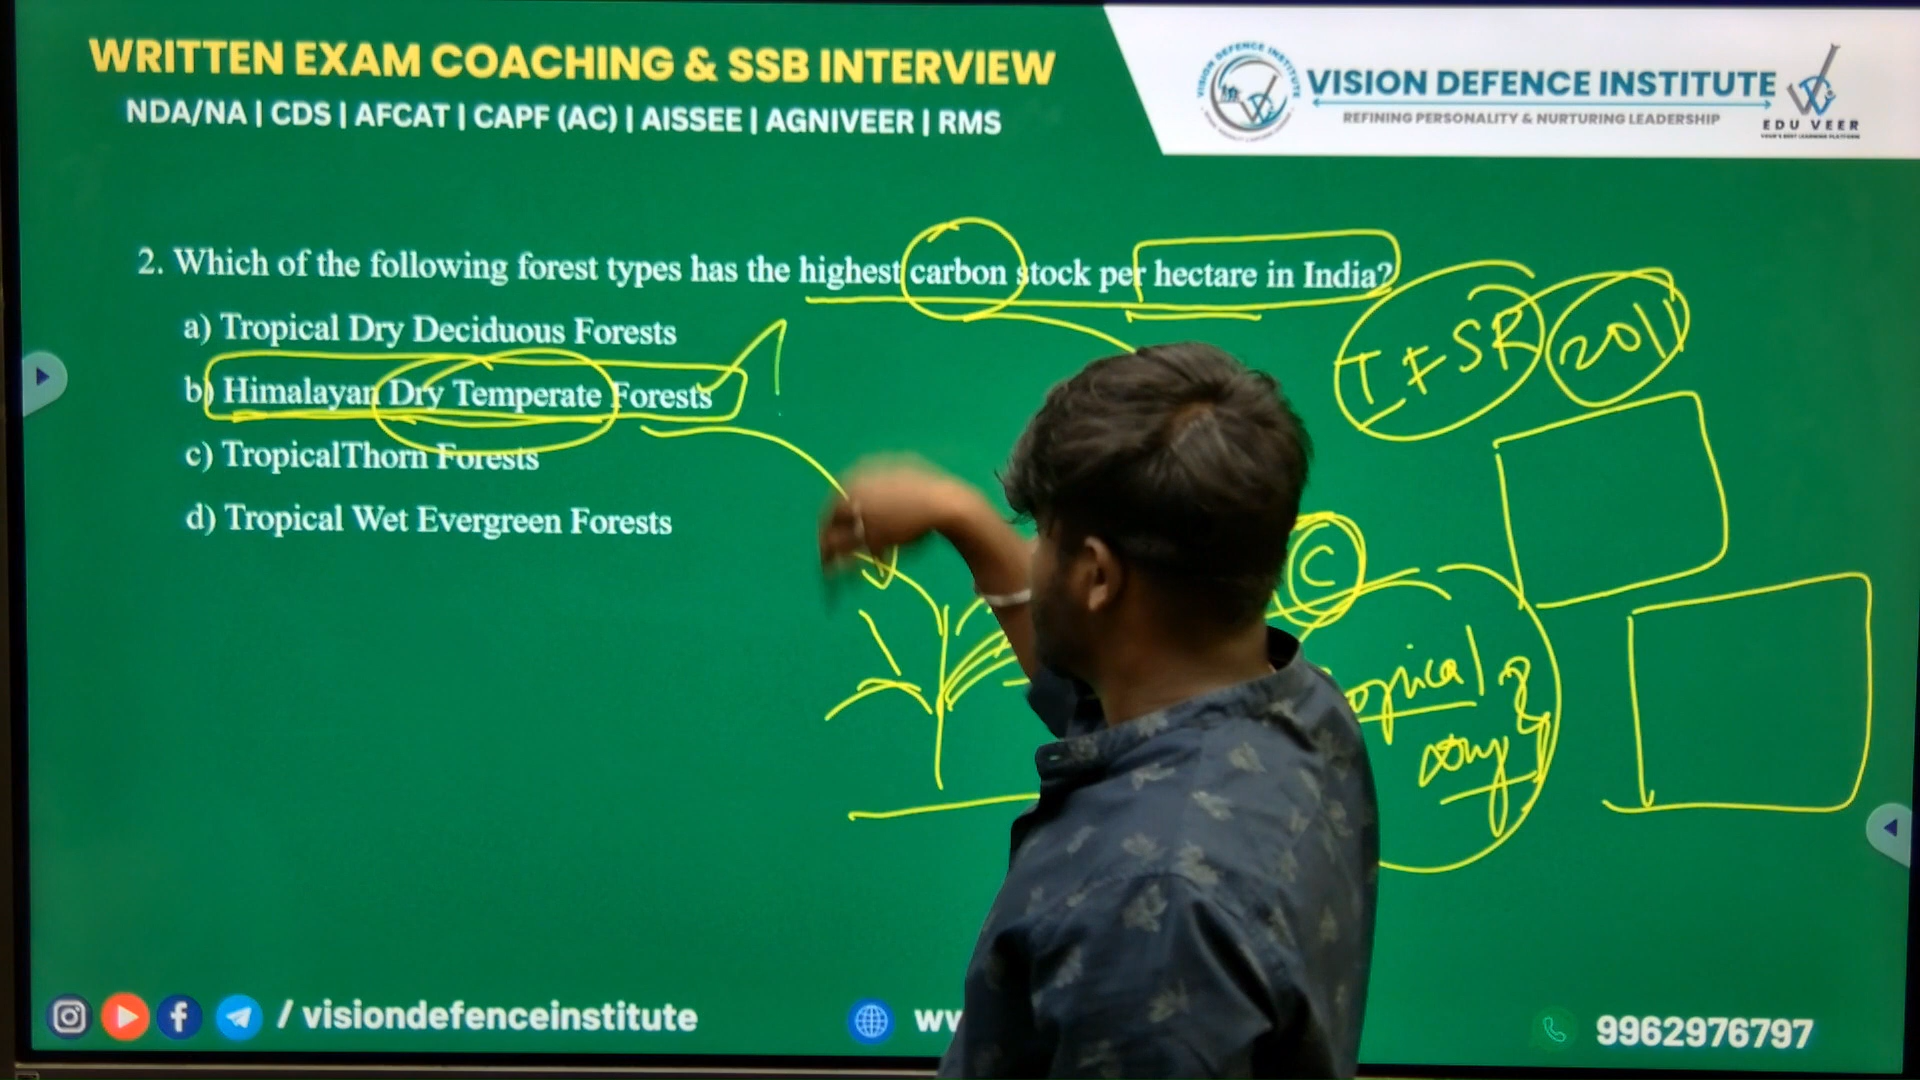 WRITTEN EXAM COACHING & SSB INTERVIEW
NDA/NA | CDS | AFCAT | CAPF (AC) | AISSEE | AGNIVEER | RMS
VISION DEFENCE INSTITUTE
REFINING PERSONALITY & NURTURING LEADERSHIP
EDU VEER
2. Which of the following forest types has the highest carbon stock per hectare in India?
a) Tropical Dry Deciduous Forests
b) Himalayan Dry Temperate Forests
c) TropicalThorn Forests
d) Tropical Wet Evergreen Forests
IFSR 2011
C
opical &
dry
/ visiondefenceinstitute
ww
9962976797